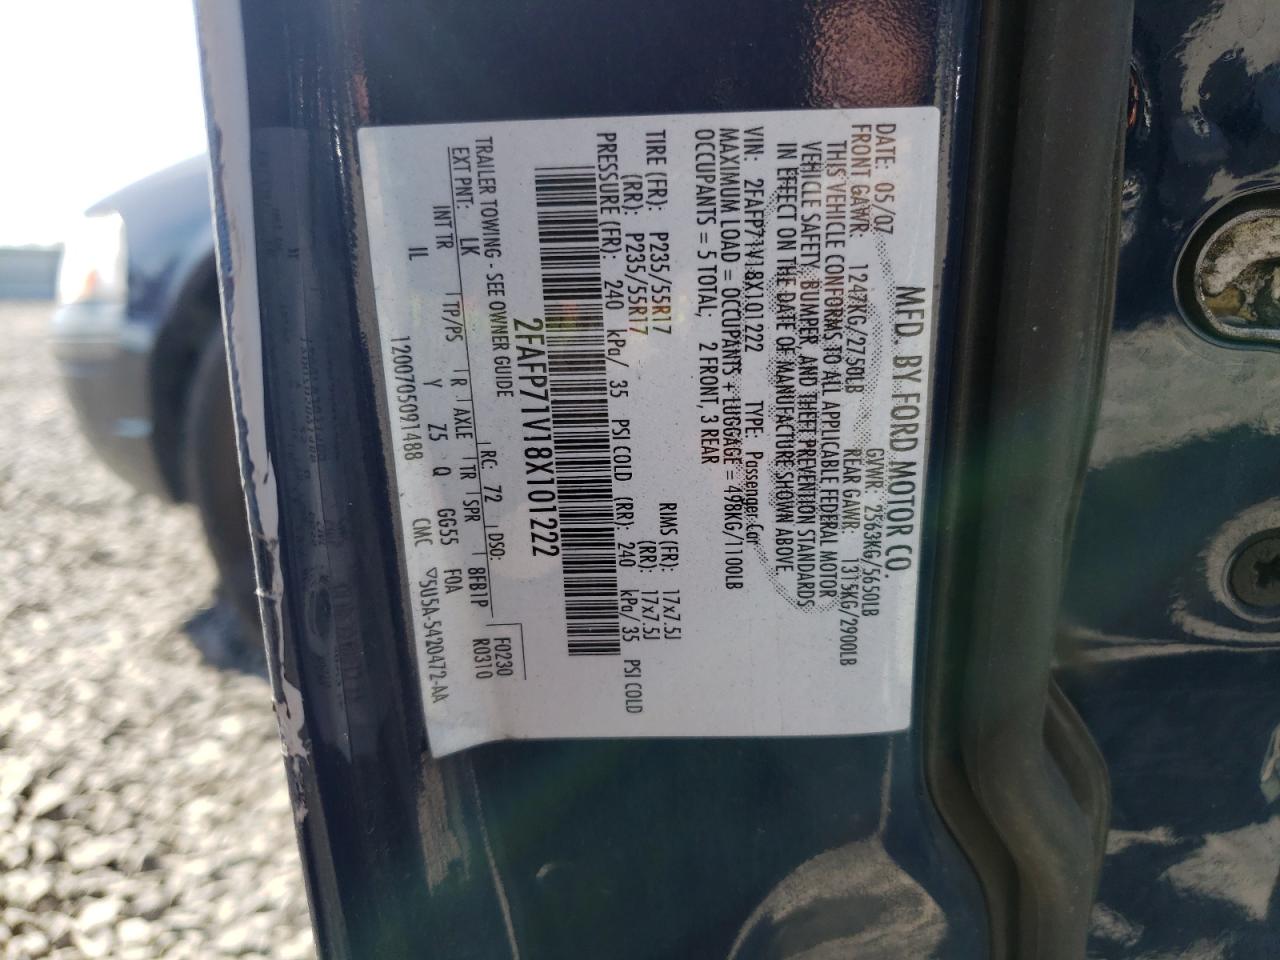 MFD. BY FORD MOTOR CO.
DATE: 05/07 GVWR: 2563KG/5650LB
FRONT GAWR: 1247KG/2750LB REAR GAWR: 1315KG/2900LB
THIS VEHICLE CONFORMS TO ALL APPLICABLE FEDERAL MOTOR
VEHICLE SAFETY, BUMPER, AND THEFT PREVENTION STANDARDS
IN EFFECT ON THE DATE OF MANUFACTURE SHOWN ABOVE
VIN: 2FAFP71V18X101222 TYPE: Passenger Car
MAXIMUM LOAD = OCCUPANTS + LUGGAGE = 498KG/1100LB
OCCUPANTS = 5 TOTAL, 2 FRONT, 3 REAR
TIRE (FR): P235/55R17 RIMS (FR): 17x7.5J
(RR): P235/55R17 (RR): 17x7.5J
PRESSURE (FR): 240 kPa/ 35 PSI COLD (RR): 240 kPa/35 PSI COLD
2FAFP71V18X101222
TRAILER TOWING - SEE OWNER GUIDE
F0230
EXT PNT: LK RC: 72 DSO: 8FB1P R0310
INT TR TP/PS R AXLE TR SPR
IL Y Z5 Q GG55 F0A
120070509​1488 CMC ▽5U5A-5420472-AA